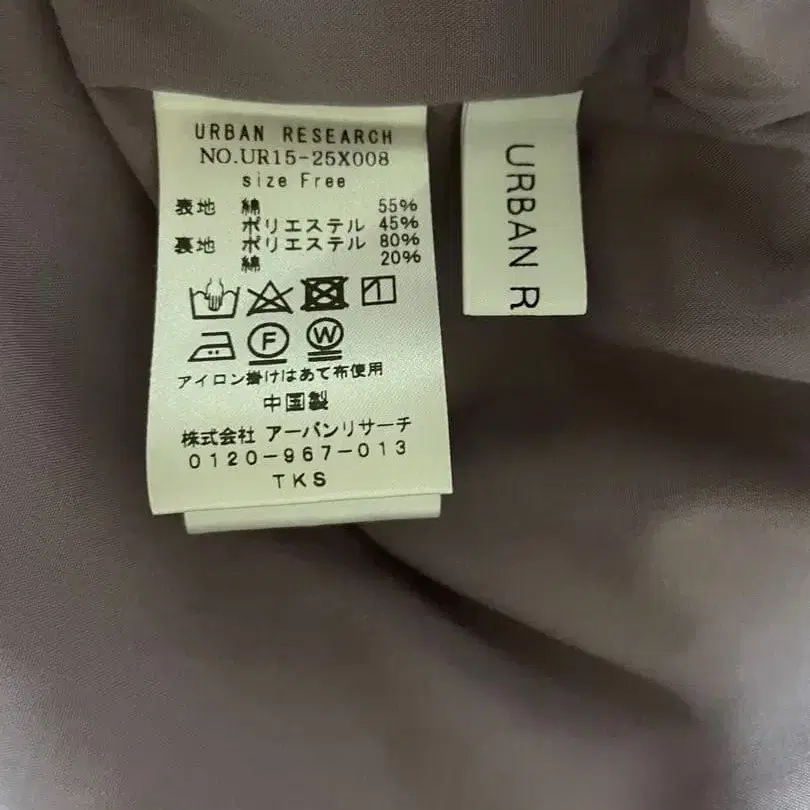 URBAN RESEARCH
NO.UR15-25X008
size Free
表地 綿 55%
ポリエステル 45%
裏地 ポリエステル 80%
綿 20%
F W
アイロン掛けはあて布使用
中国製
株式会社 アーバンリサーチ
0120-967-013
TKS
URBAN R